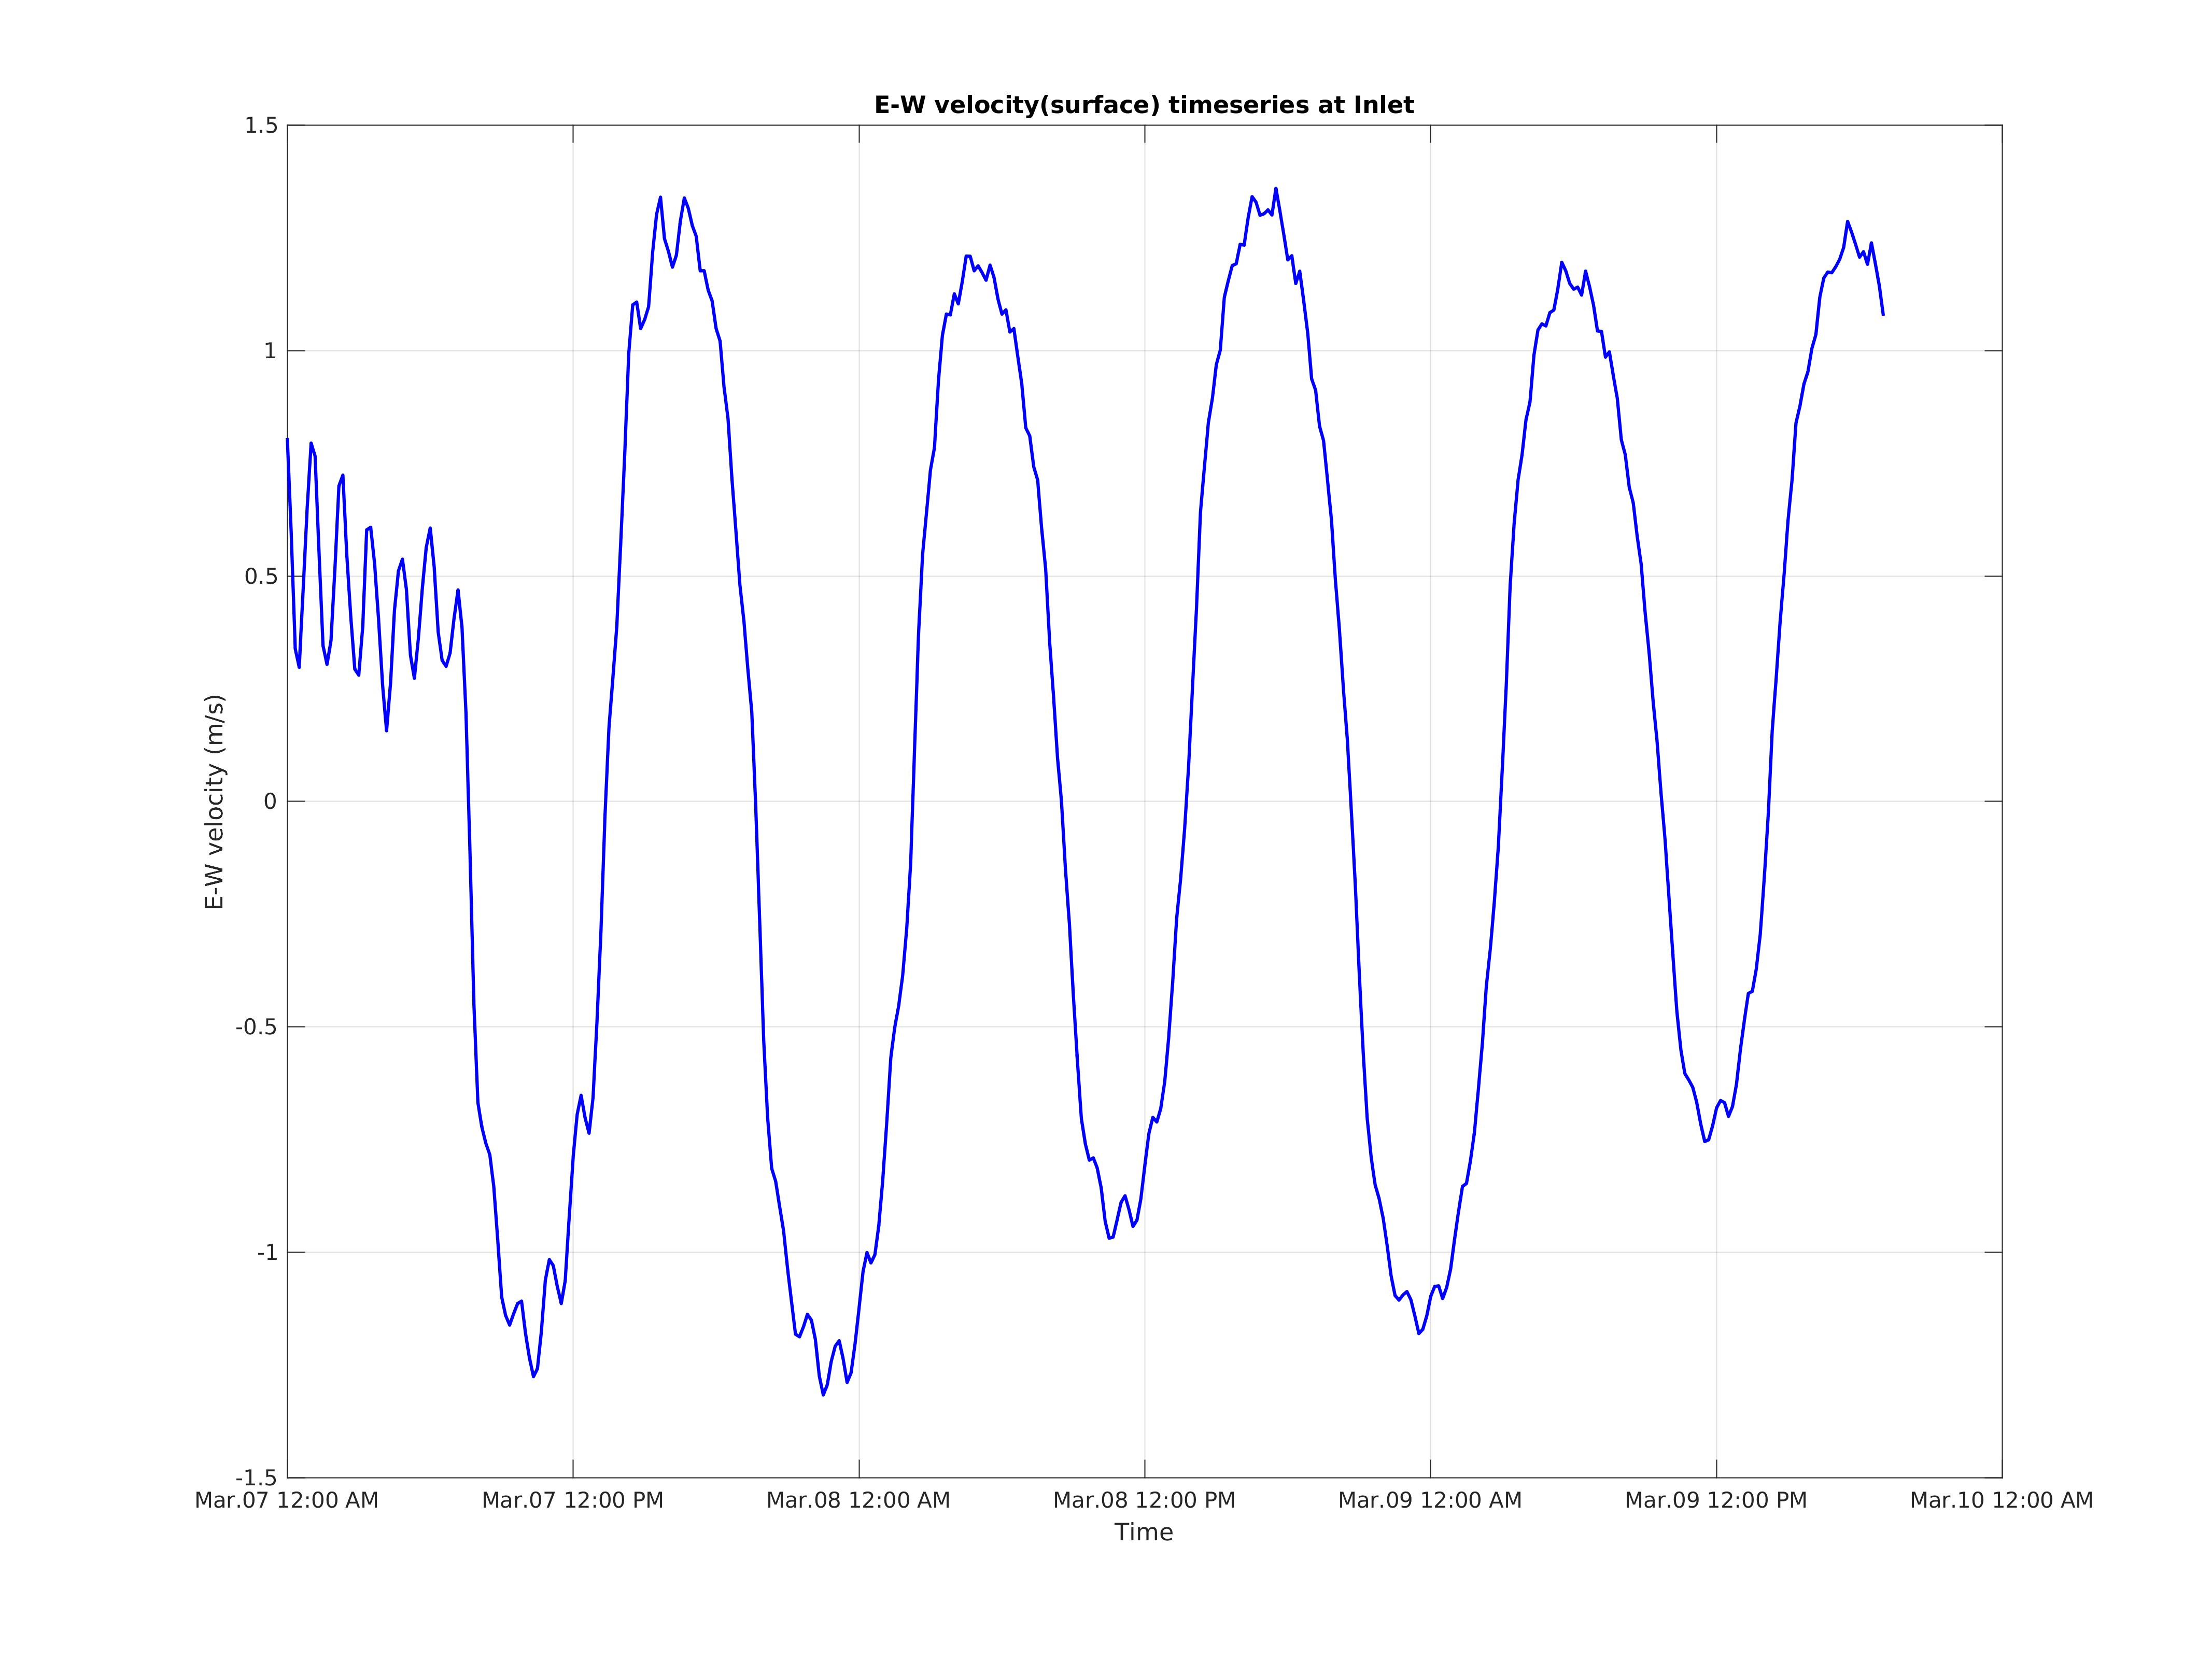 E-W velocity(surface) timeseries at Inlet
1.5
1
0.5
0
-0.5
-1
-1.5
E-W velocity (m/s)
Mar.07 12:00 AM Mar.07 12:00 PM Mar.08 12:00 AM Mar.08 12:00 PM Mar.09 12:00 AM Mar.09 12:00 PM Mar.10 12:00 AM
Time